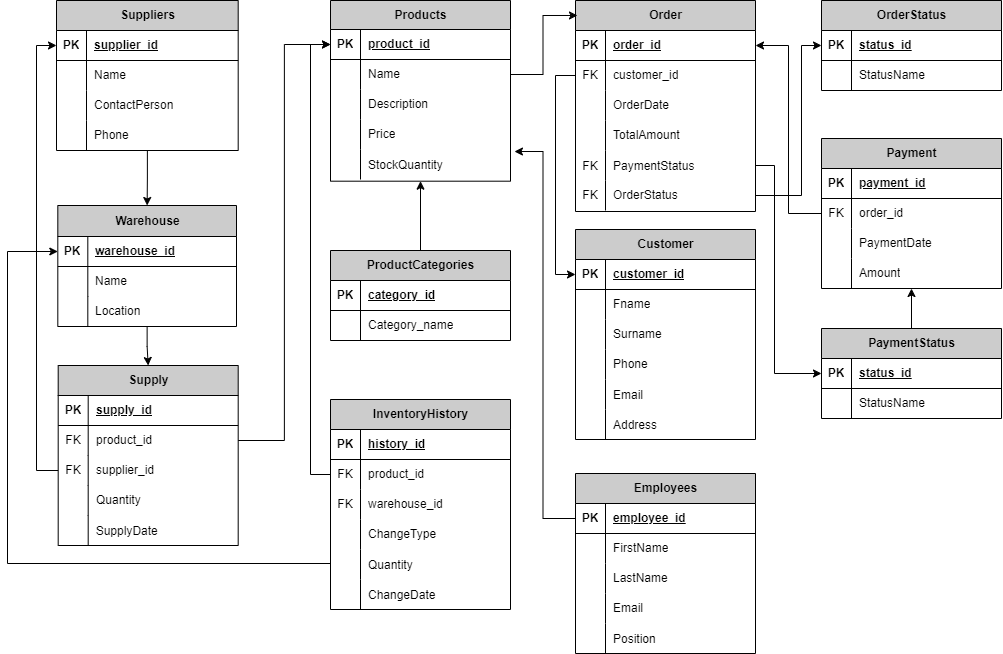 Suppliers
PK supplier_id
Name
ContactPerson
Phone
Warehouse
PK warehouse_id
Name
Location
Supply
PK supply_id
FK product_id
FK supplier_id
Quantity
SupplyDate
Products
PK product_id
Name
Description
Price
StockQuantity
ProductCategories
PK category_id
Category_name
InventoryHistory
PK history_id
FK product_id
FK warehouse_id
ChangeType
Quantity
ChangeDate
Order
PK order_id
FK customer_id
OrderDate
TotalAmount
FK PaymentStatus
FK OrderStatus
Customer
PK customer_id
Fname
Surname
Phone
Email
Address
Employees
PK employee_id
FirstName
LastName
Email
Position
OrderStatus
PK status_id
StatusName
Payment
PK payment_id
FK order_id
PaymentDate
Amount
PaymentStatus
PK status_id
StatusName